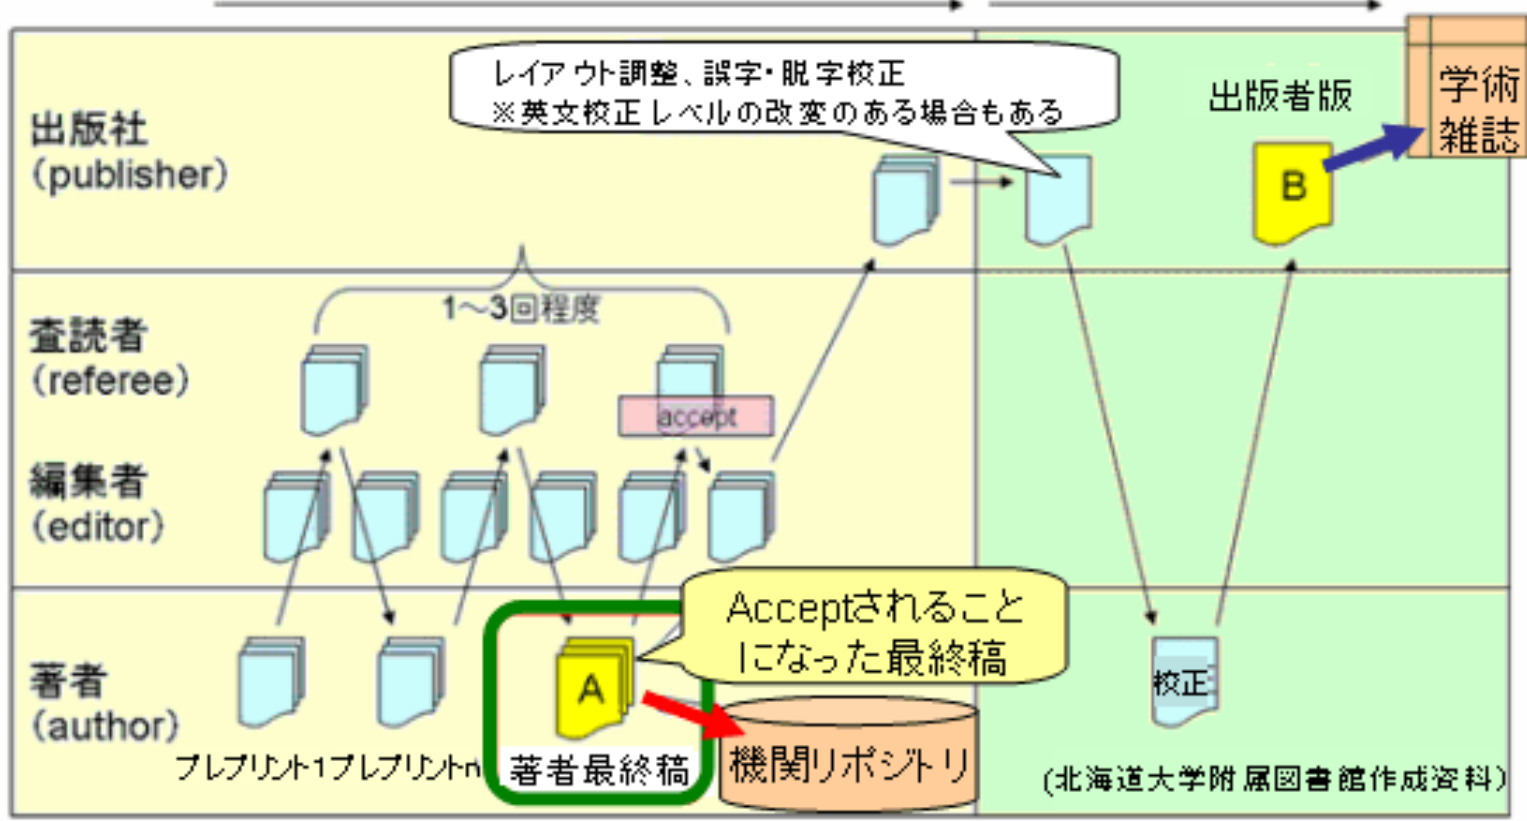 レイアウト調整、誤字・脱字校正
※英文校正レベルの改変のある場合もある
出版者版
学術
雑誌
出版社
(publisher)
B
1～3回程度
査読者
(referee)
accept
編集者
(editor)
Acceptされること
になった最終稿
著者
(author)
A
校正
プレプリント1プレプリントn
著者最終稿
機関リポジトリ
(北海道大学附属図書館作成資料)